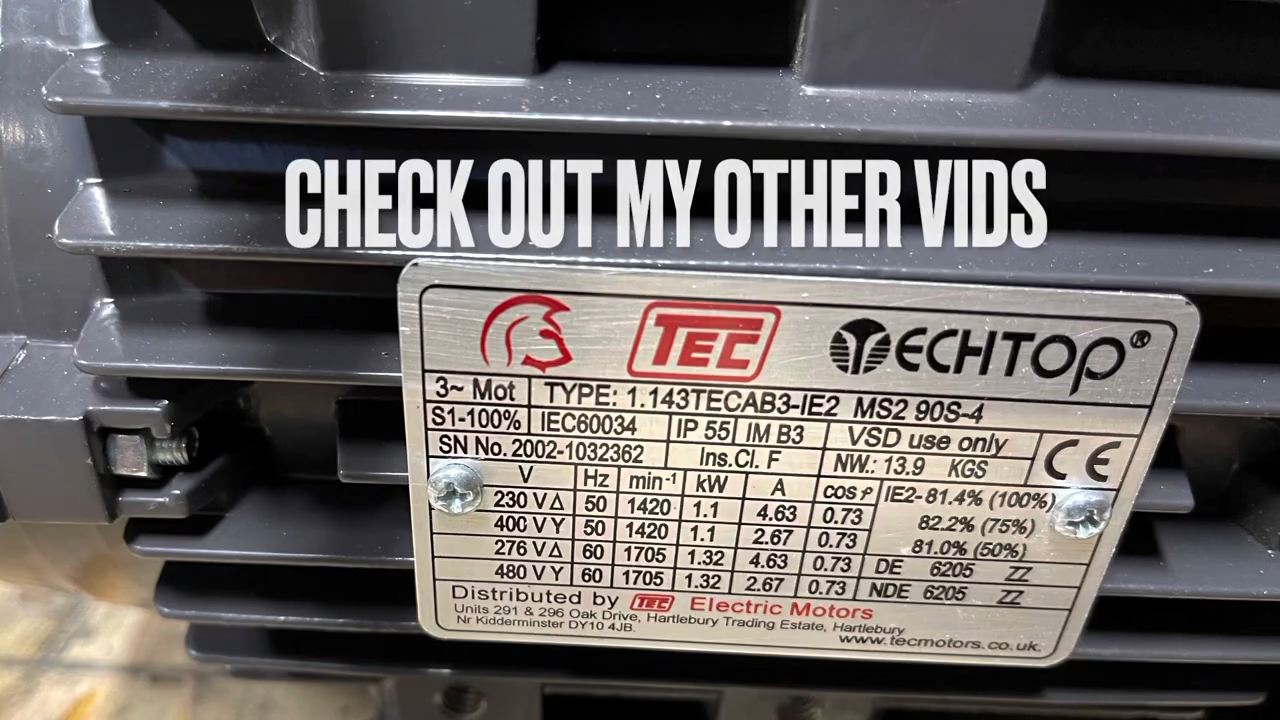 CHECK OUT MY OTHER VIDS
TEC TECHTOP®
3~ Mot TYPE: 1.143TECAB3-IE2 MS2 90S-4
S1-100% IEC60034 IP 55 IM B3 VSD use only
SN No. 2002-1032362 Ins.Cl. F NW.: 13.9 KGS CE
V Hz min⁻¹ kW A cos ρ IE2-81.4% (100%)
230 V Δ 50 1420 1.1 4.63 0.73 82.2% (75%)
400 V Y 50 1420 1.1 2.67 0.73 81.0% (50%)
276 V Δ 60 1705 1.32 4.63 0.73 DE 6205 ZZ
480 V Y 60 1705 1.32 2.67 0.73 NDE 6205 ZZ
Distributed by TEC Electric Motors
Units 291 & 296 Oak Drive, Hartlebury Trading Estate, Hartlebury
Nr Kidderminster DY10 4JB.
www.tecmotors.co.uk.